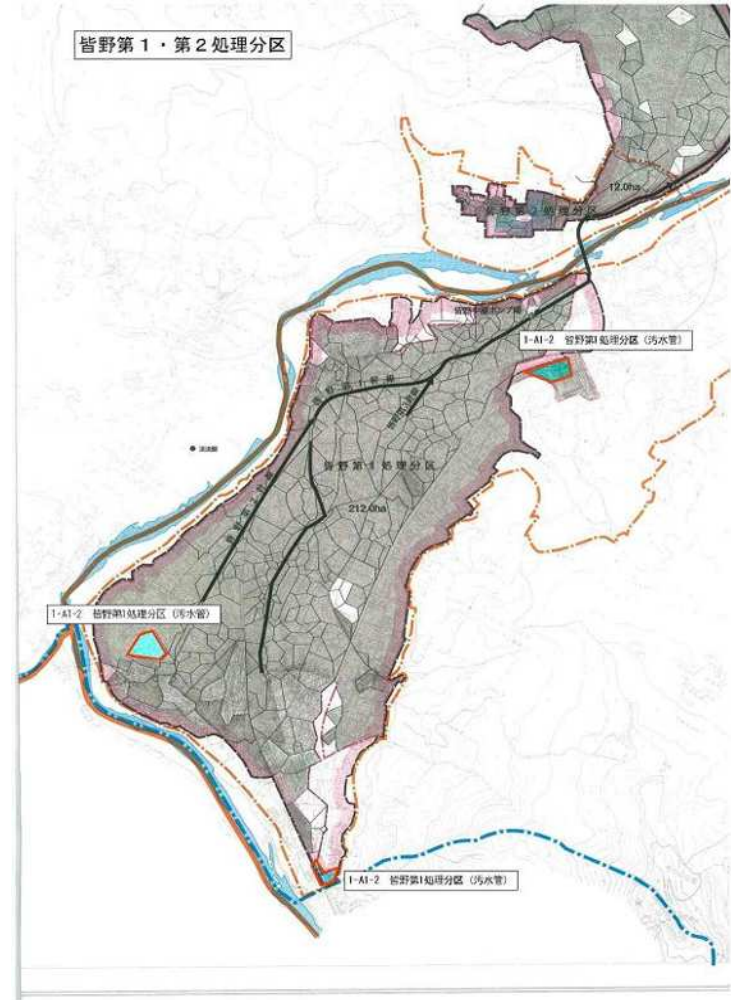 皆野第1・第2処理分区
12.0ha
皆野第2処理分区
1-A1-2 皆野第1処理分区（汚水管）
皆野第1処理分区
212.0ha
1-A1-2 皆野第1処理分区（汚水管）
1-A1-2 皆野第1処理分区（汚水管）